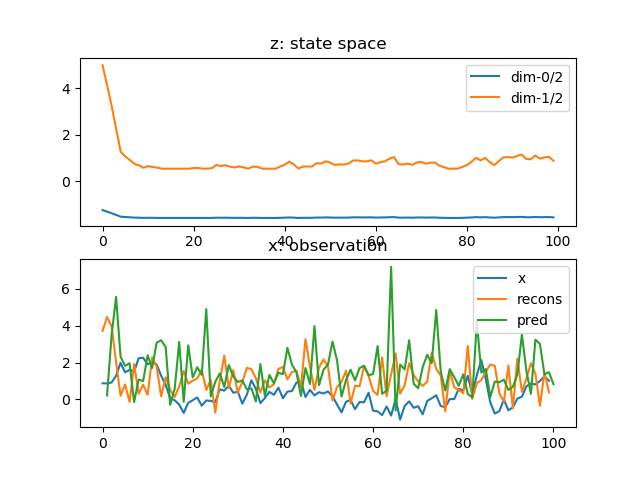 z: state space
dim-0/2
dim-1/2
4
2
0
0 20 40 60 80 100
x: observation
x
recons
pred
6
4
2
0
0 20 40 60 80 100